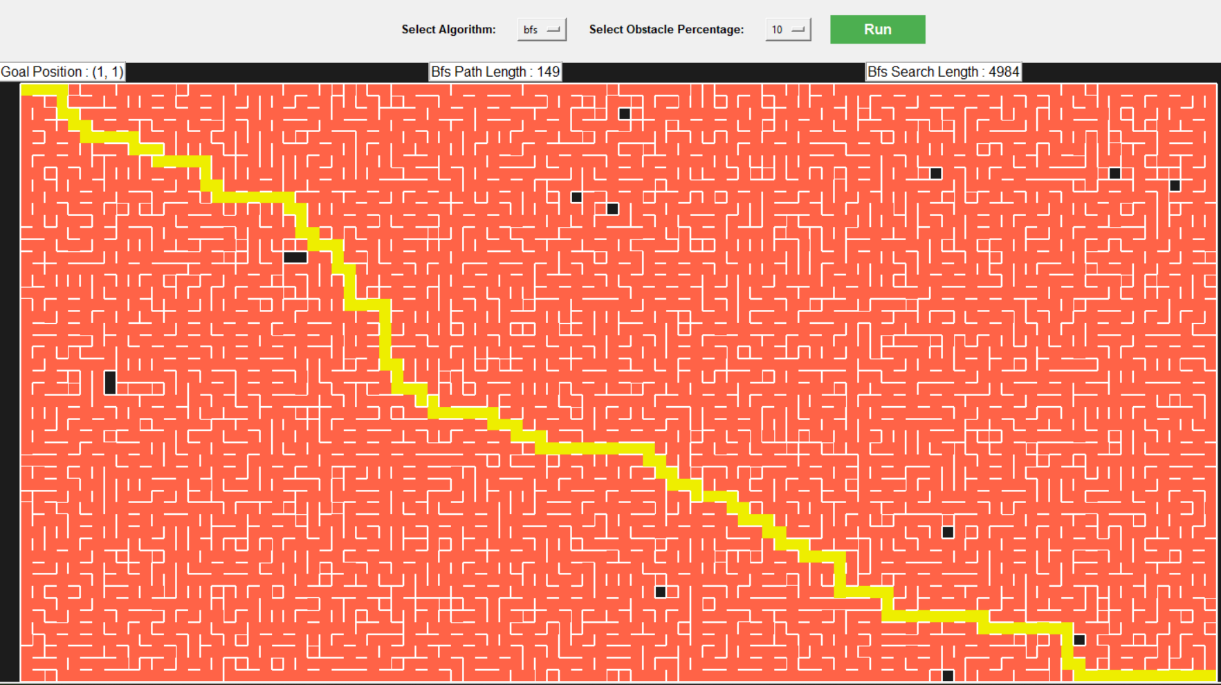 Select Algorithm: bfs Select Obstacle Percentage: 10 Run
Goal Position : (1, 1) Bfs Path Length : 149 Bfs Search Length : 4984